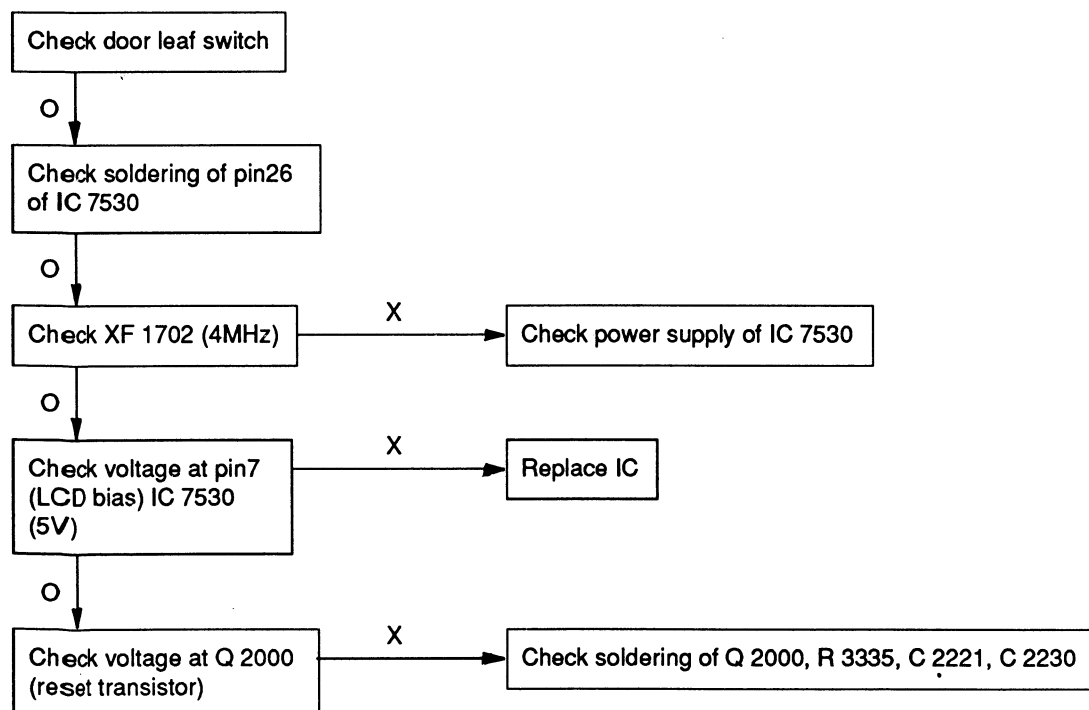 Check door leaf switch
O
Check soldering of pin26
of IC 7530
O
Check XF 1702 (4MHz)
X
Check power supply of IC 7530
O
Check voltage at pin7
(LCD bias) IC 7530
(5V)
X
Replace IC
O
Check voltage at Q 2000
(reset transistor)
X
Check soldering of Q 2000, R 3335, C 2221, C 2230